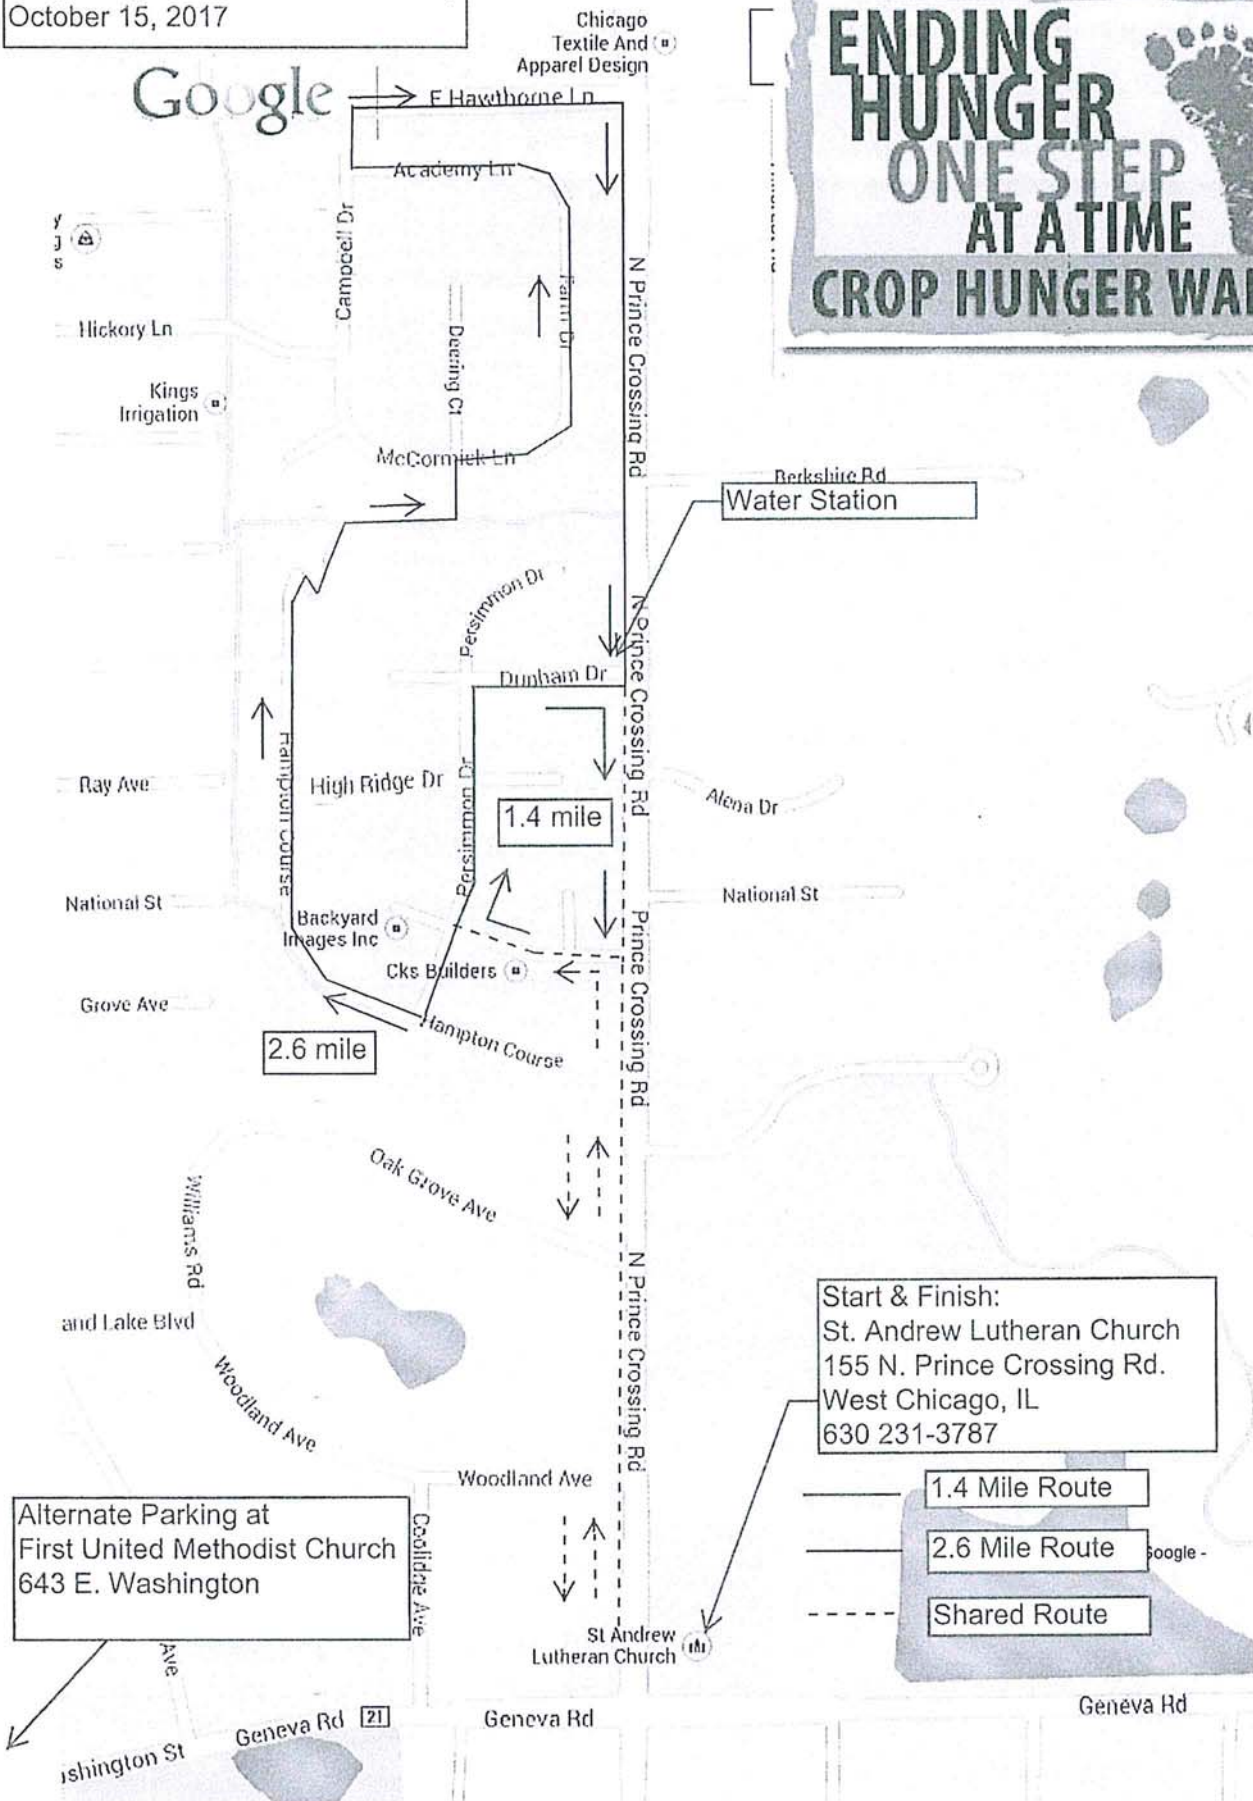 October 15, 2017
Chicago
Textile And
Apparel Design
ENDING
HUNGER
ONE STEP
AT A TIME
CROP HUNGER WA
Google
E Hawthorne Ln
Academy Ln
Campbell Dr
Farm Dr
N Prince Crossing Rd
Hickory Ln
Deering Ct
Kings
Irrigation
McCormick Ln
Berkshire Rd
Water Station
Persimmon Dr
N Prince Crossing Rd
Dunham Dr
Hampton Course
Ray Ave
High Ridge Dr
Persimmon Dr
1.4 mile
Alena Dr
National St
National St
Backyard
Images Inc
Prince Crossing Rd
Cks Builders
Grove Ave
Hampton Course
2.6 mile
Oak Grove Ave
Williams Rd
N Prince Crossing Rd
and Lake Blvd
Woodland Ave
Start & Finish:
St. Andrew Lutheran Church
155 N. Prince Crossing Rd.
West Chicago, IL
630 231-3787
Woodland Ave
1.4 Mile Route
2.6 Mile Route
Google -
Shared Route
Alternate Parking at
First United Methodist Church
643 E. Washington
Coolidge Ave
St Andrew
Lutheran Church
Ave
Geneva Rd
21
Geneva Rd
Geneva Rd
shington St